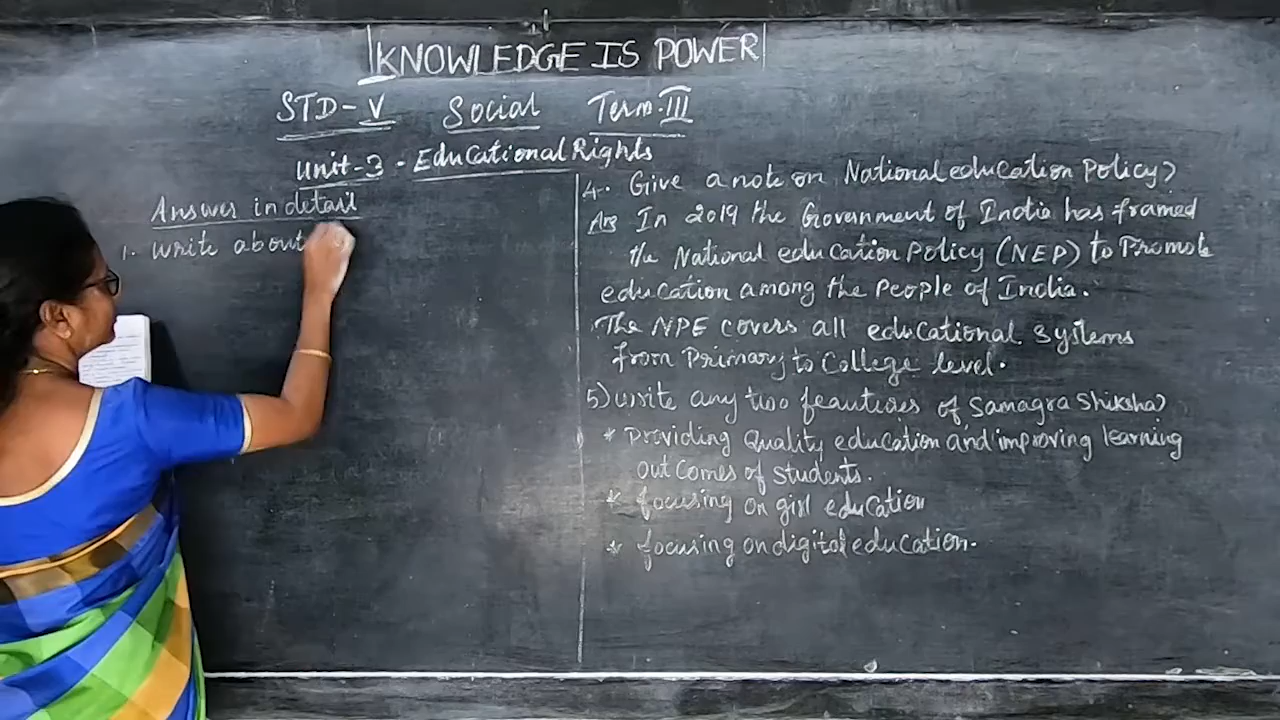 KNOWLEDGE IS POWER
STD-V Social Term-III
Unit-3 - Educational Rights
Answer in detail
1. Write about
4. Give a note on National education Policy?
Ans In 2019 the Government of India has framed
the National education Policy (NEP) to Promote
education among the People of India.
The NPE covers all educational systems
from Primary to College level.
5) write any two feautures of Samagra Shiksha?
* Providing Quality education and improving learning
out comes of students.
* focusing on girl education
* focusing on digital education.